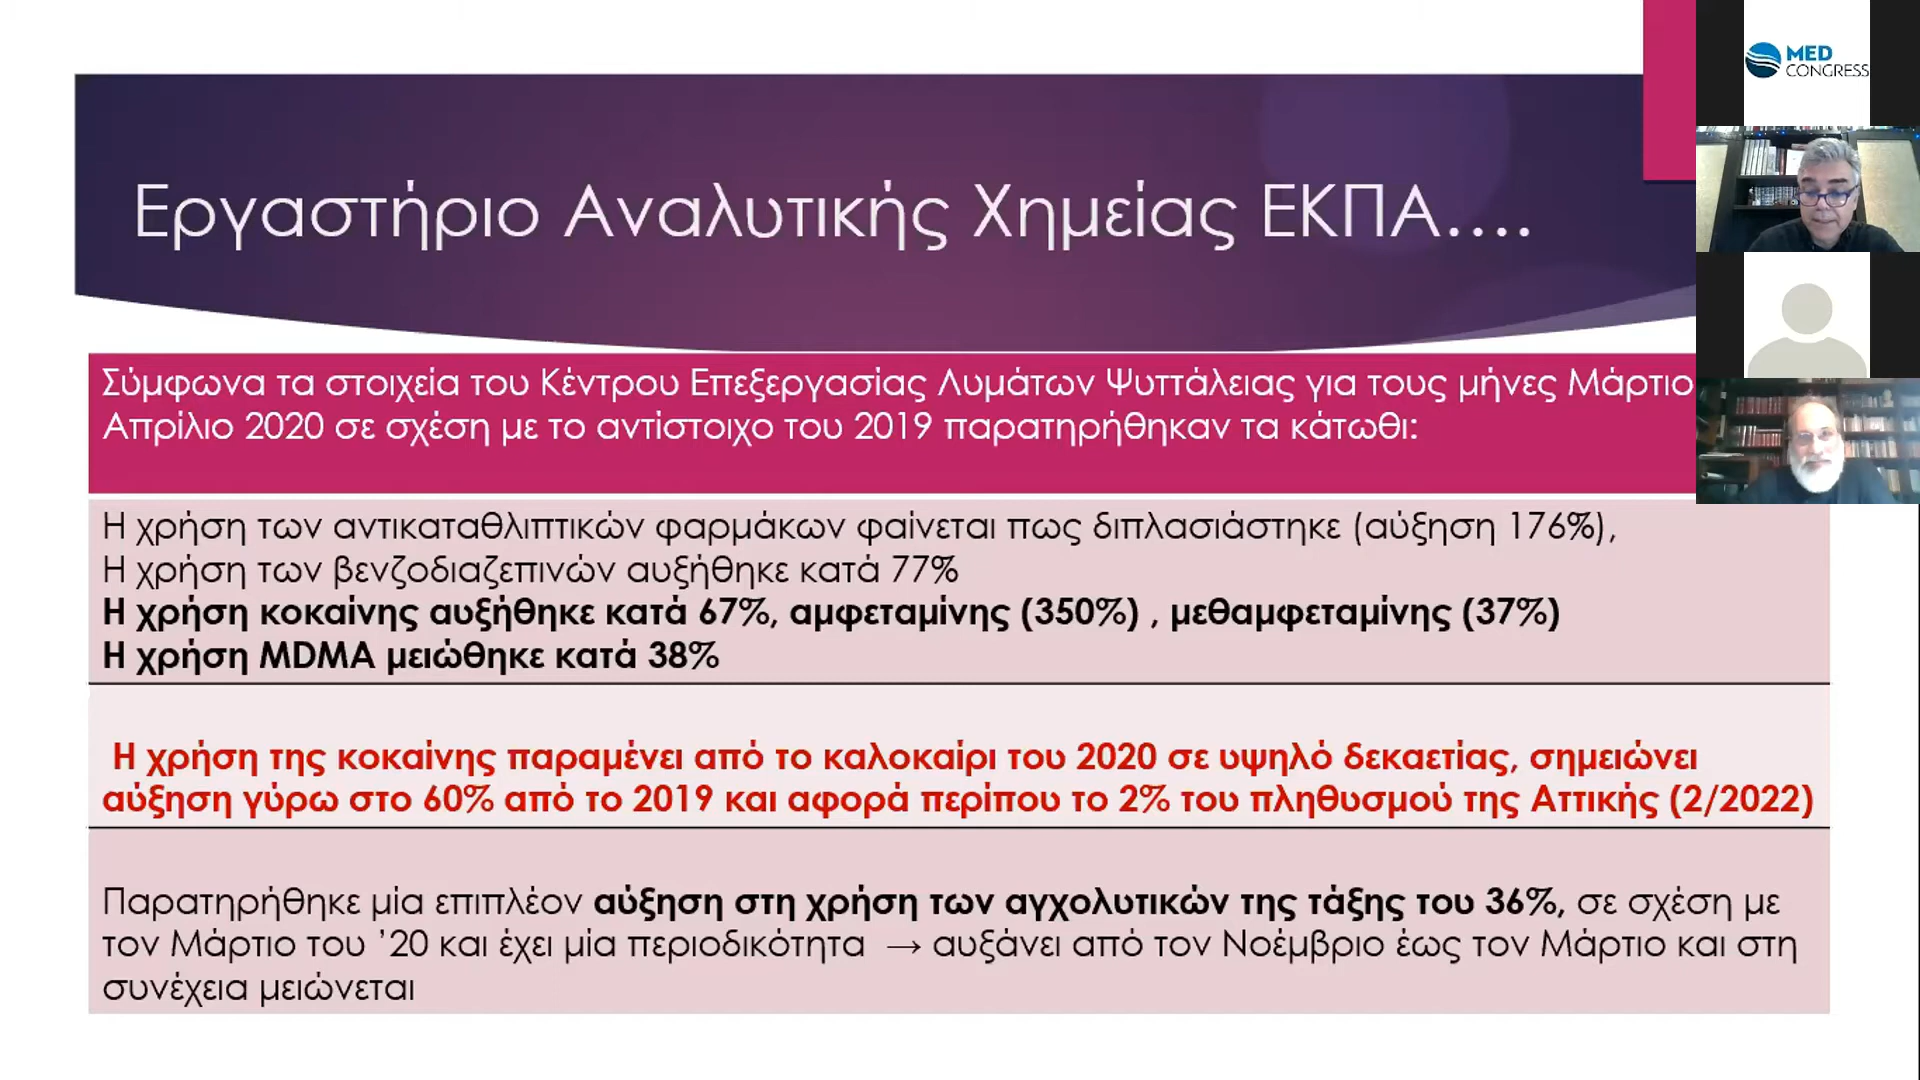 MED
CONGRESS
Εργαστήριο Αναλυτικής Χημείας ΕΚΠΑ....
Σύμφωνα τα στοιχεία του Κέντρου Επεξεργασίας Λυμάτων Ψυττάλειας για τους μήνες Μάρτιο
Απρίλιο 2020 σε σχέση με το αντίστοιχο του 2019 παρατηρήθηκαν τα κάτωθι:
Η χρήση των αντικαταθλιπτικών φαρμάκων φαίνεται πως διπλασιάστηκε (αύξηση 176%),
Η χρήση των βενζοδιαζεπινών αυξήθηκε κατά 77%
Η χρήση κοκαίνης αυξήθηκε κατά 67%, αμφεταμίνης (350%) , μεθαμφεταμίνης (37%)
Η χρήση MDMA μειώθηκε κατά 38%
Η χρήση της κοκαίνης παραμένει από το καλοκαίρι του 2020 σε υψηλό δεκαετίας, σημειώνει
αύξηση γύρω στο 60% από το 2019 και αφορά περίπου το 2% του πληθυσμού της Αττικής (2/2022)
Παρατηρήθηκε μία επιπλέον αύξηση στη χρήση των αγχολυτικών της τάξης του 36%, σε σχέση με
τον Μάρτιο του ’20 και έχει μία περιοδικότητα → αυξάνει από τον Νοέμβριο έως τον Μάρτιο και στη
συνέχεια μειώνεται